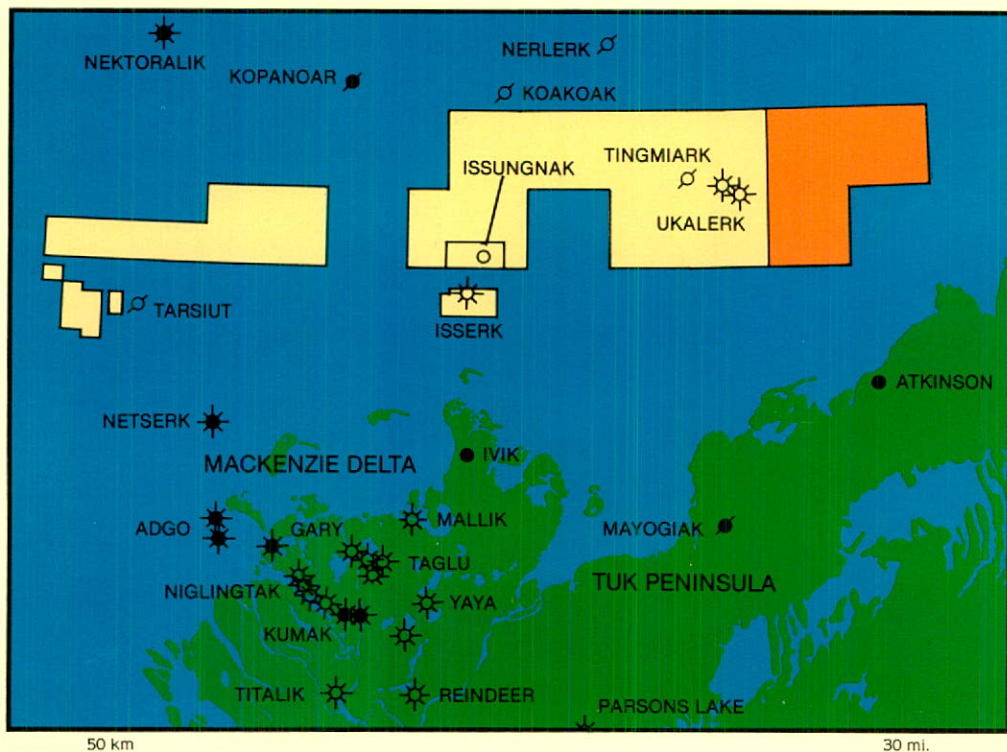 NEKTORALIK
KOPANOAR
NERLERK
KOAKOAK
ISSUNGNAK
TINGMIARK
UKALERK
TARSIUT
ISSERK
ATKINSON
NETSERK
MACKENZIE DELTA
IVIK
ADGO
GARY
MALLIK
MAYOGIAK
TAGLU
NIGLINGTAK
TUK PENINSULA
YAYA
KUMAK
TITALIK
REINDEER
PARSONS LAKE
50 km
30 mi.